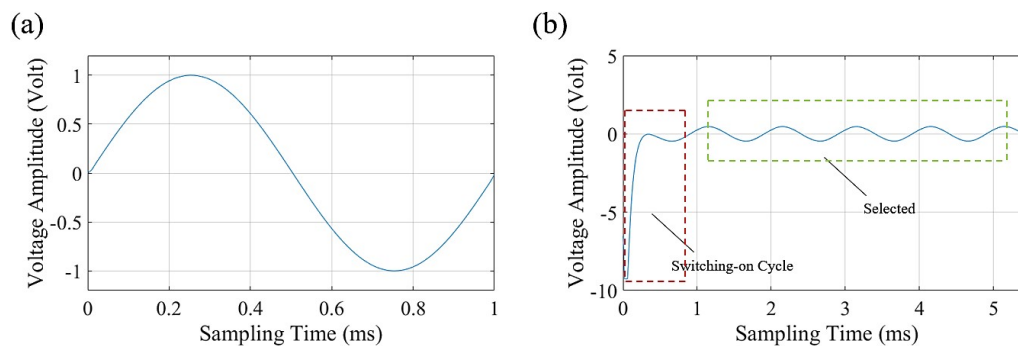 (a)
1
0.5
0
-0.5
-1
Voltage Amplitude (Volt)
0 0.2 0.4 0.6 0.8 1
Sampling Time (ms)
(b)
5
0
-5
-10
Voltage Amplitude (Volt)
Selected
Switching-on Cycle
0 1 2 3 4 5
Sampling Time (ms)